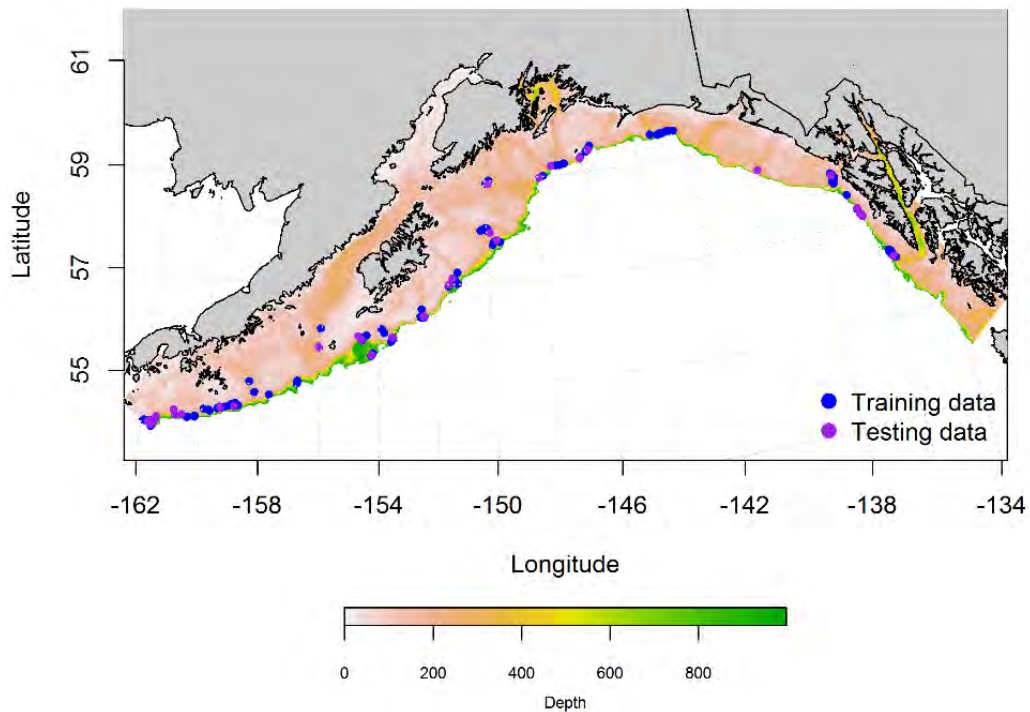 61
59
57
55
Latitude
Training data
Testing data
-162 -158 -154 -150 -146 -142 -138 -134
Longitude
0 200 400 600 800
Depth